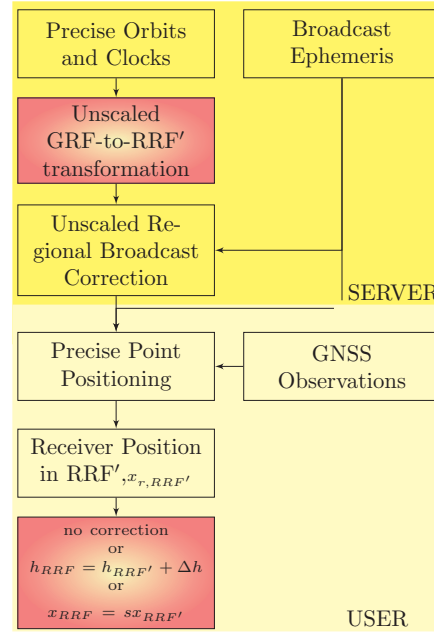 Precise Orbits
and Clocks
Broadcast
Ephemeris
Unscaled
GRF-to-RRF′
transformation
Unscaled Re-
gional Broadcast
Correction
SERVER
Precise Point
Positioning
GNSS
Observations
Receiver Position
in RRF′,x_{r,RRF′}
no correction
or
h_{RRF} = h_{RRF′} + Δh
or
x_{RRF} = sx_{RRF′}
USER